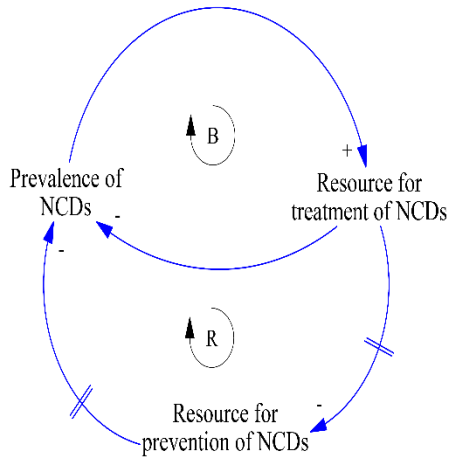 B
+
Prevalence of
NCDs
-
Resource for
treatment of NCDs
-
R
-
Resource for
prevention of NCDs